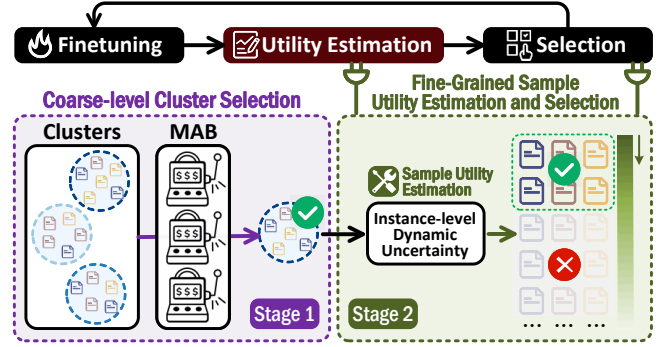 Finetuning
Utility Estimation
Selection
Coarse-level Cluster Selection
Fine-Grained Sample
Utility Estimation and Selection
Clusters
MAB
$$$
$$$
$$$
Sample Utility
Estimation
Instance-level
Dynamic
Uncertainty
Stage 1
Stage 2
... ... ...